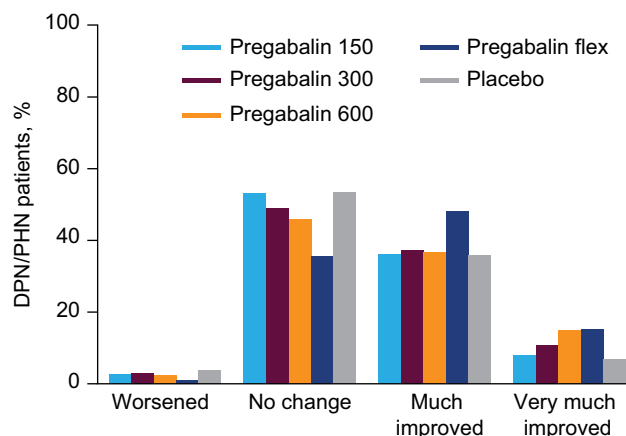 DPN/PHN patients, %
100
80
60
40
20
0
Pregabalin 150
Pregabalin 300
Pregabalin 600
Pregabalin flex
Placebo
Worsened
No change
Much
improved
Very much
improved